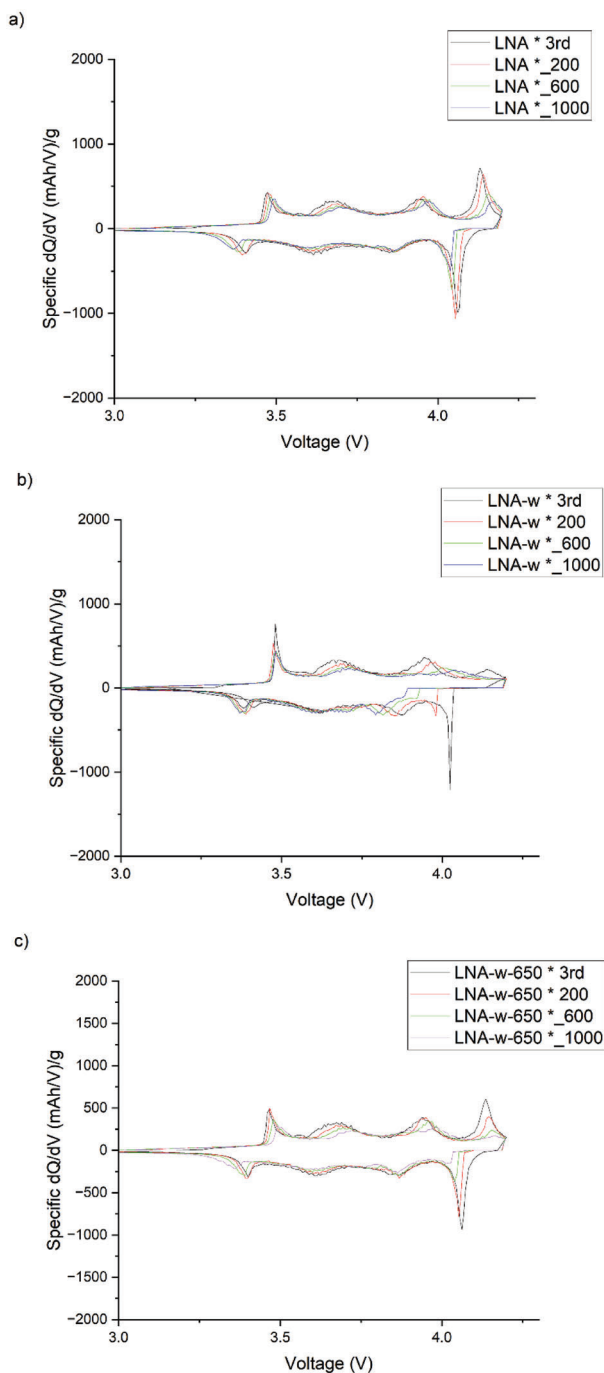 a)
2000
1000
0
−1000
−2000
Specific dQ/dV (mAh/V)/g
LNA * 3rd
LNA *_200
LNA *_600
LNA *_1000
3.0
3.5
4.0
Voltage (V)
b)
2000
1000
0
−1000
−2000
Specific dQ/dV (mAh/V)/g
LNA-w * 3rd
LNA-w * 200
LNA-w *_600
LNA-w *_1000
3.0
3.5
4.0
Voltage (V)
c)
2000
1500
1000
500
0
−500
−1000
−1500
−2000
Specific dQ/dV (mAh/V)/g
LNA-w-650 * 3rd
LNA-w-650 * 200
LNA-w-650 *_600
LNA-w-650 *_1000
3.0
3.5
4.0
Voltage (V)